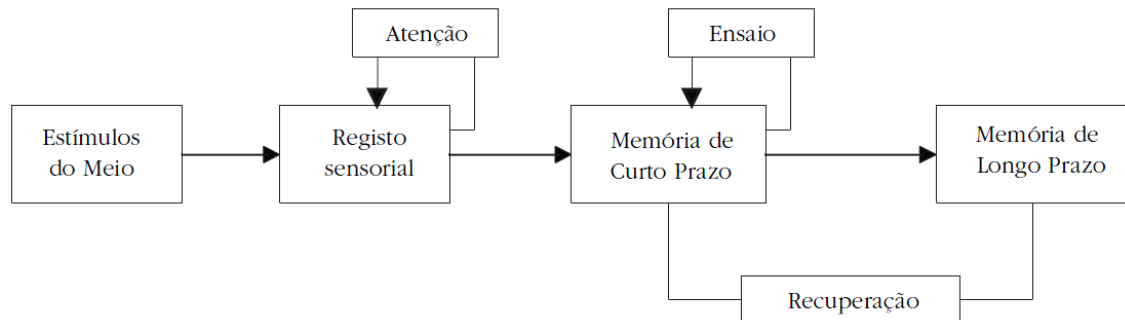 Atenção
Ensaio
Estímulos
do Meio
Registo
sensorial
Memória de
Curto Prazo
Memória de
Longo Prazo
Recuperação